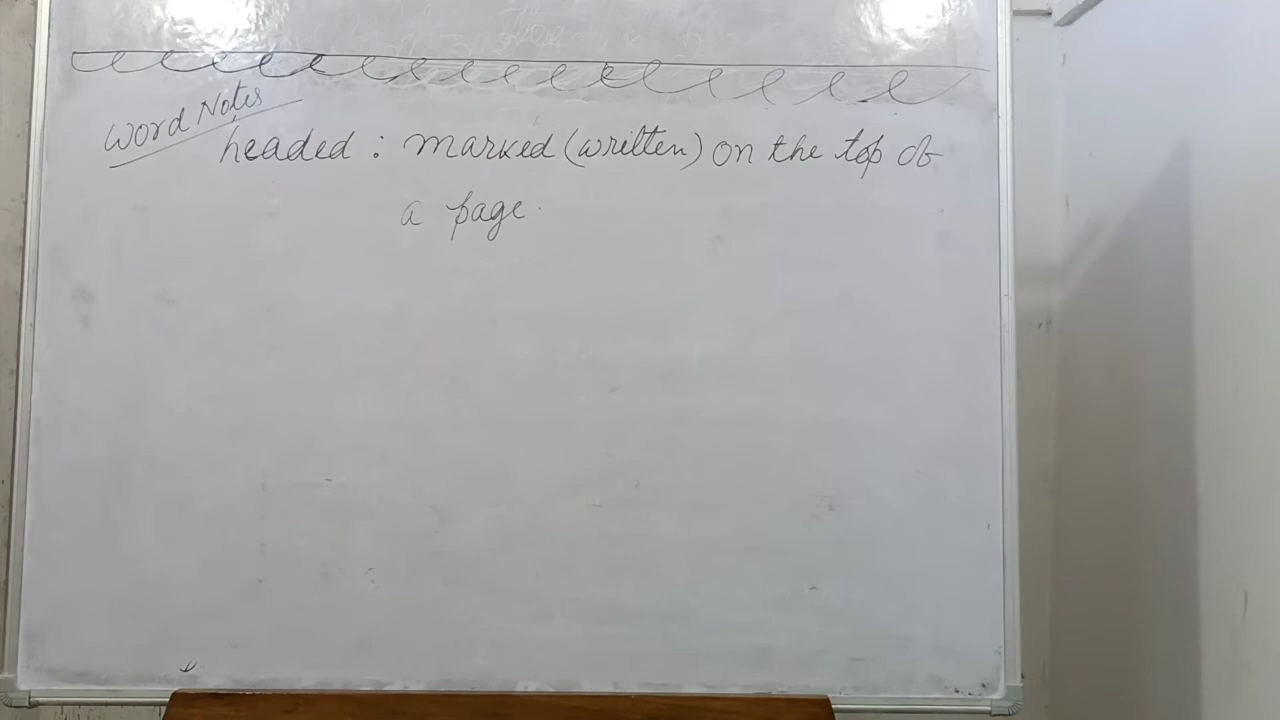 Word Notes
headed : marked (written) on the top of
a page.